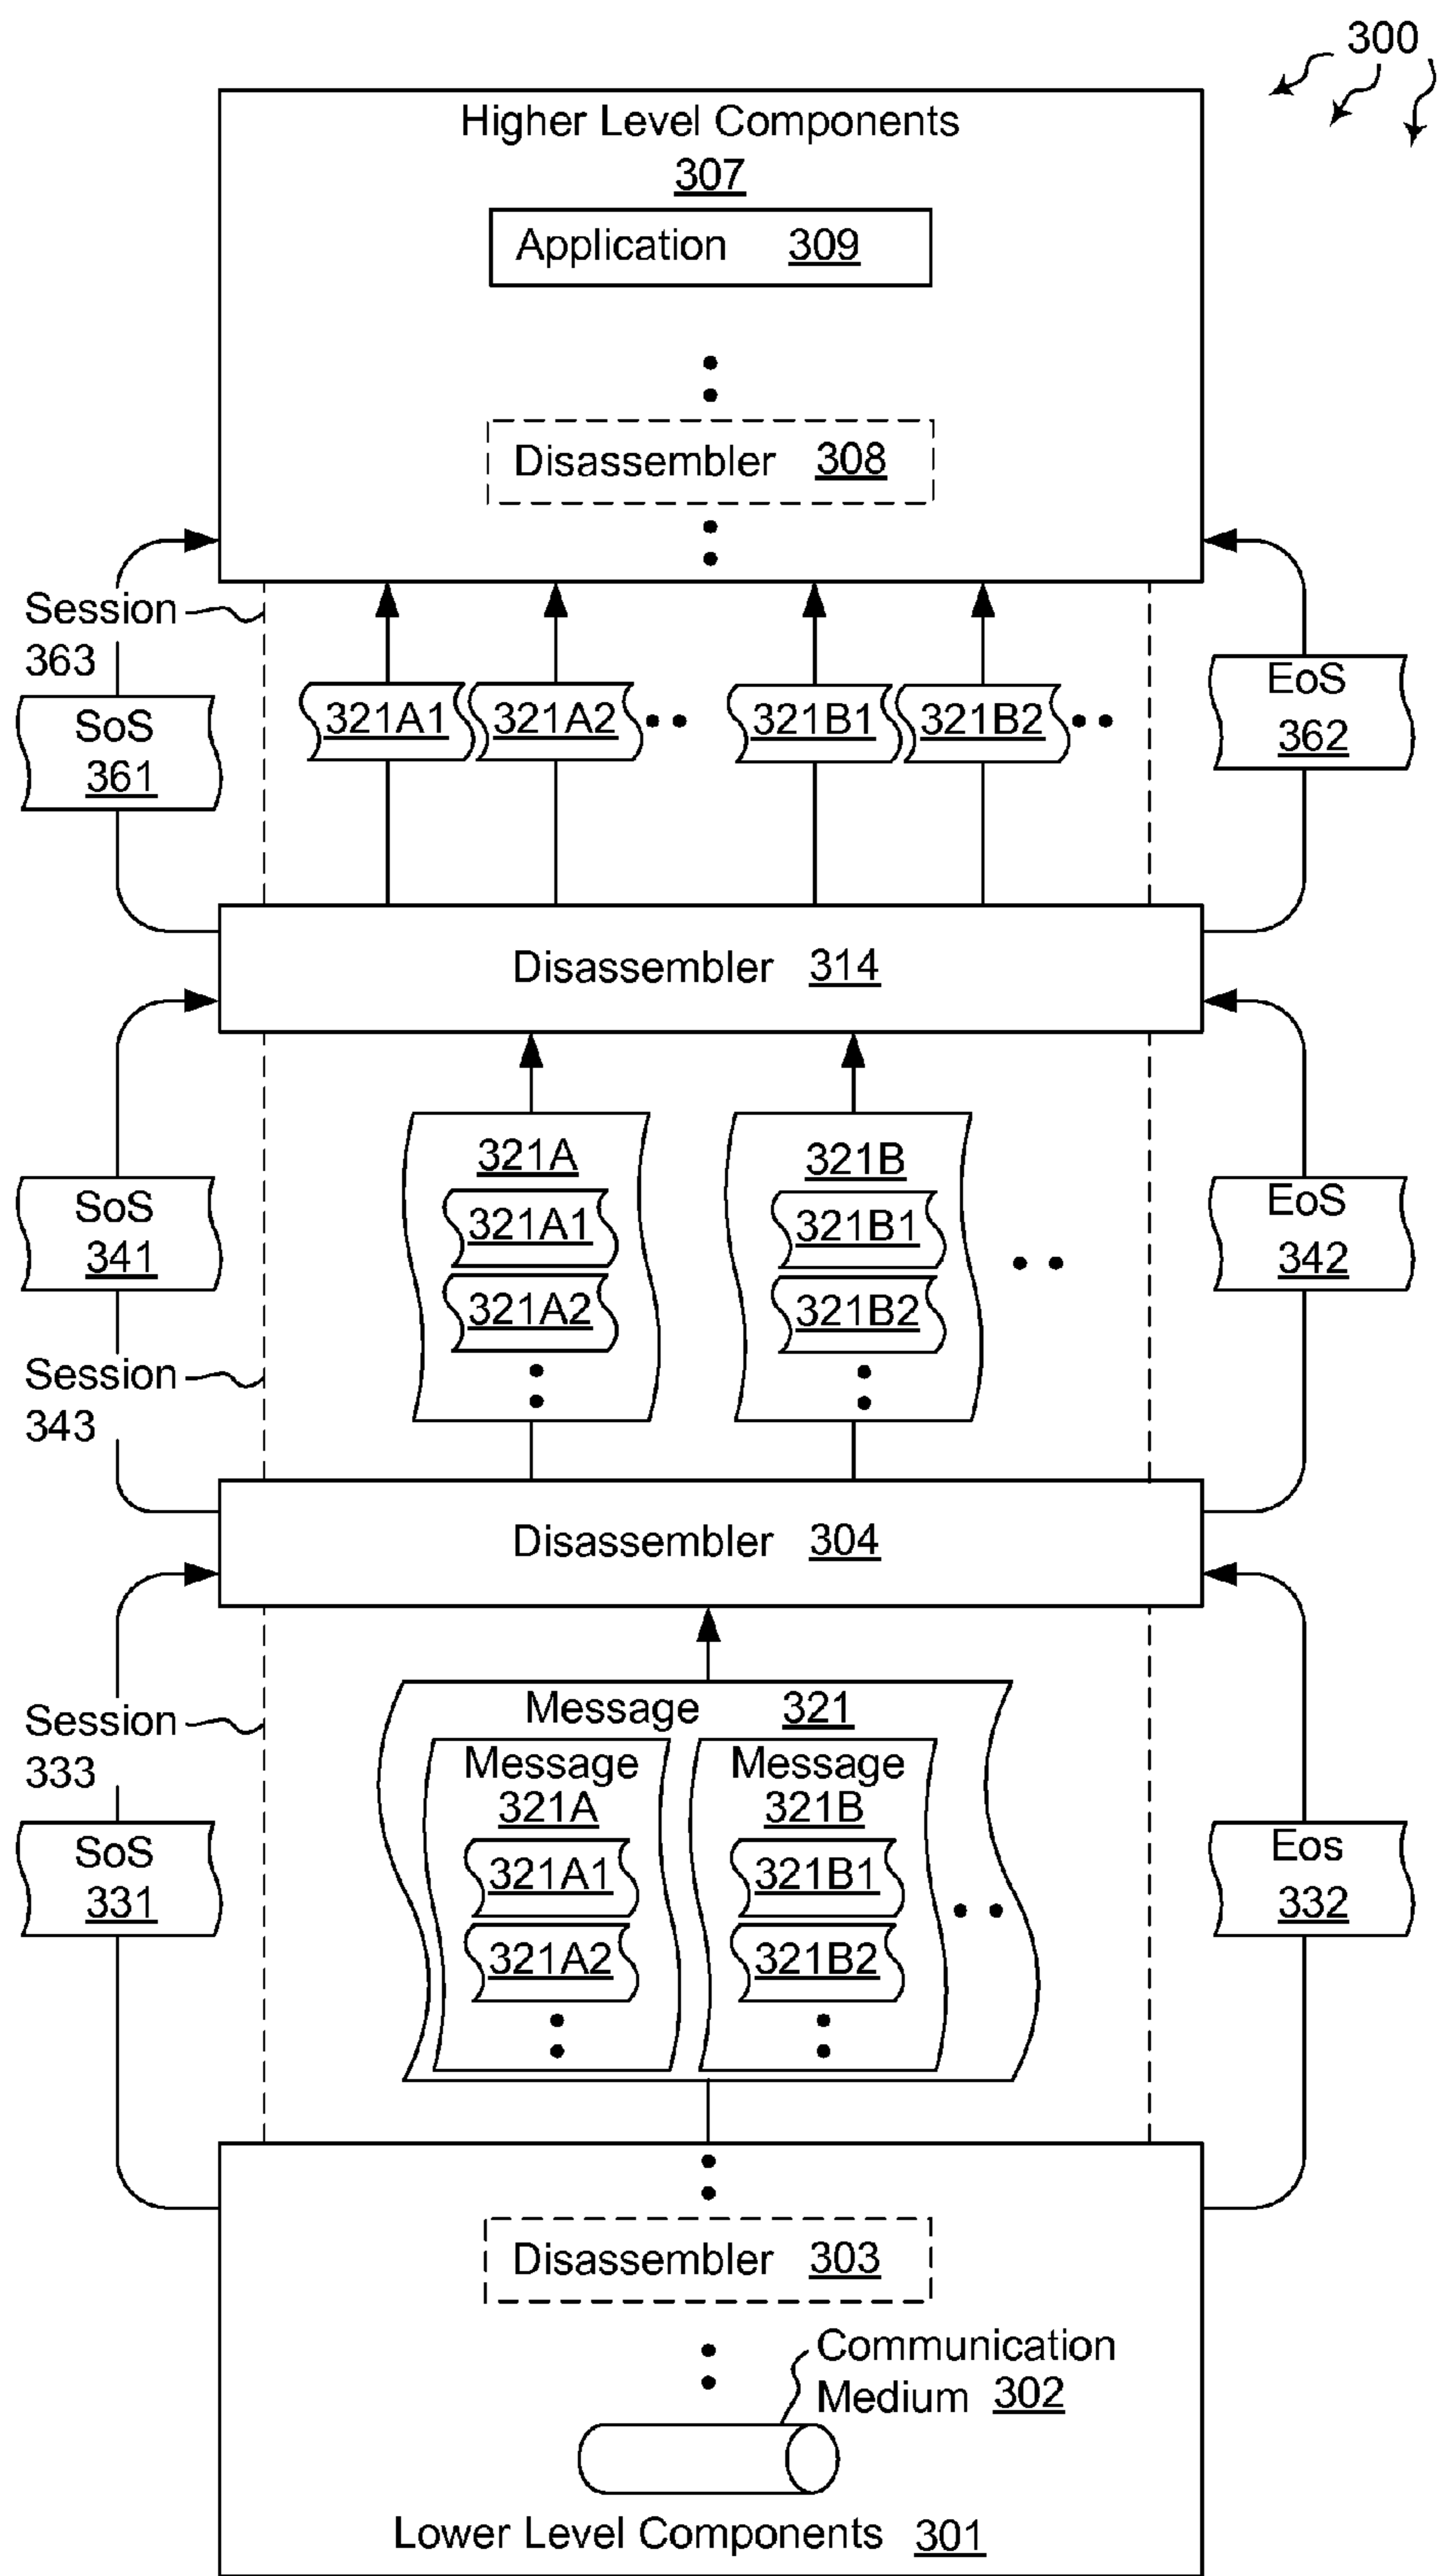 300
Higher Level Components
307
Application 309
Disassembler 308
Session
363
SoS
361
321A1
321A2
321B1
321B2
EoS
362
Disassembler 314
SoS
341
321A
321A1
321A2
321B
321B1
321B2
EoS
342
Session
343
Disassembler 304
Session
333
SoS
331
Message 321
Message
321A
321A1
321A2
Message
321B
321B1
321B2
Eos
332
Disassembler 303
Communication
Medium 302
Lower Level Components 301